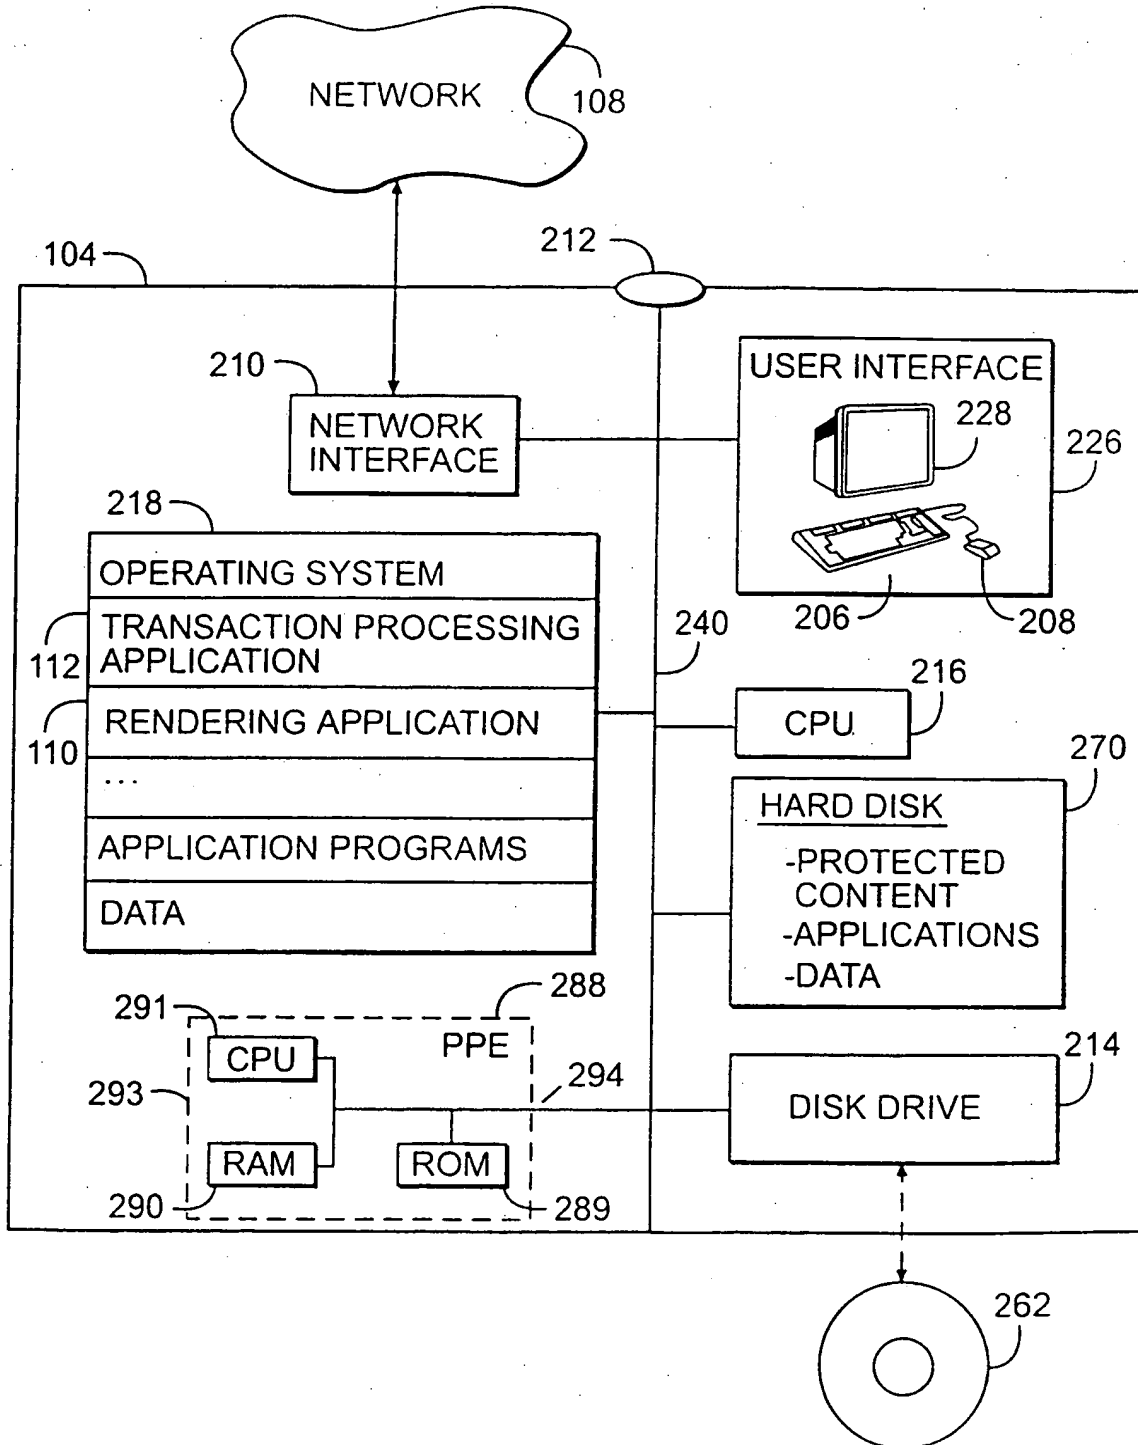 NETWORK
108
104
212
210
NETWORK
INTERFACE
USER INTERFACE
228
226
206
208
218
OPERATING SYSTEM
112
TRANSACTION PROCESSING
APPLICATION
110
RENDERING APPLICATION
...
APPLICATION PROGRAMS
DATA
240
CPU
216
270
HARD DISK
-PROTECTED
CONTENT
-APPLICATIONS
-DATA
291
288
CPU
PPE
293
294
RAM
ROM
290
289
DISK DRIVE
214
262